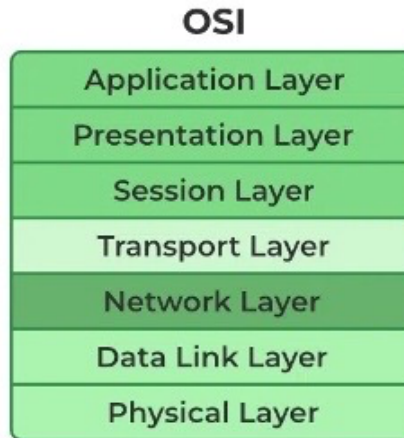 OSI
Application Layer
Presentation Layer
Session Layer
Transport Layer
Network Layer
Data Link Layer
Physical Layer